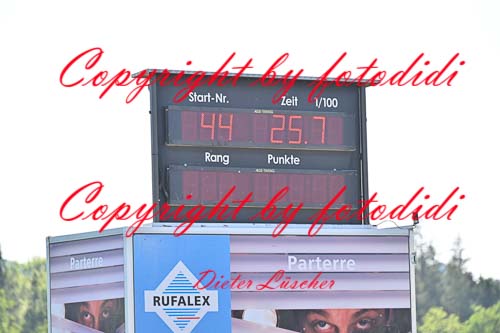 Copyright by fotodidi
Start-Nr. Zeit 1/100
44 25.7
Rang Punkte
Copyright by fotodidi
Parterre Parterre
Dieter Lüscher
RUFALEX